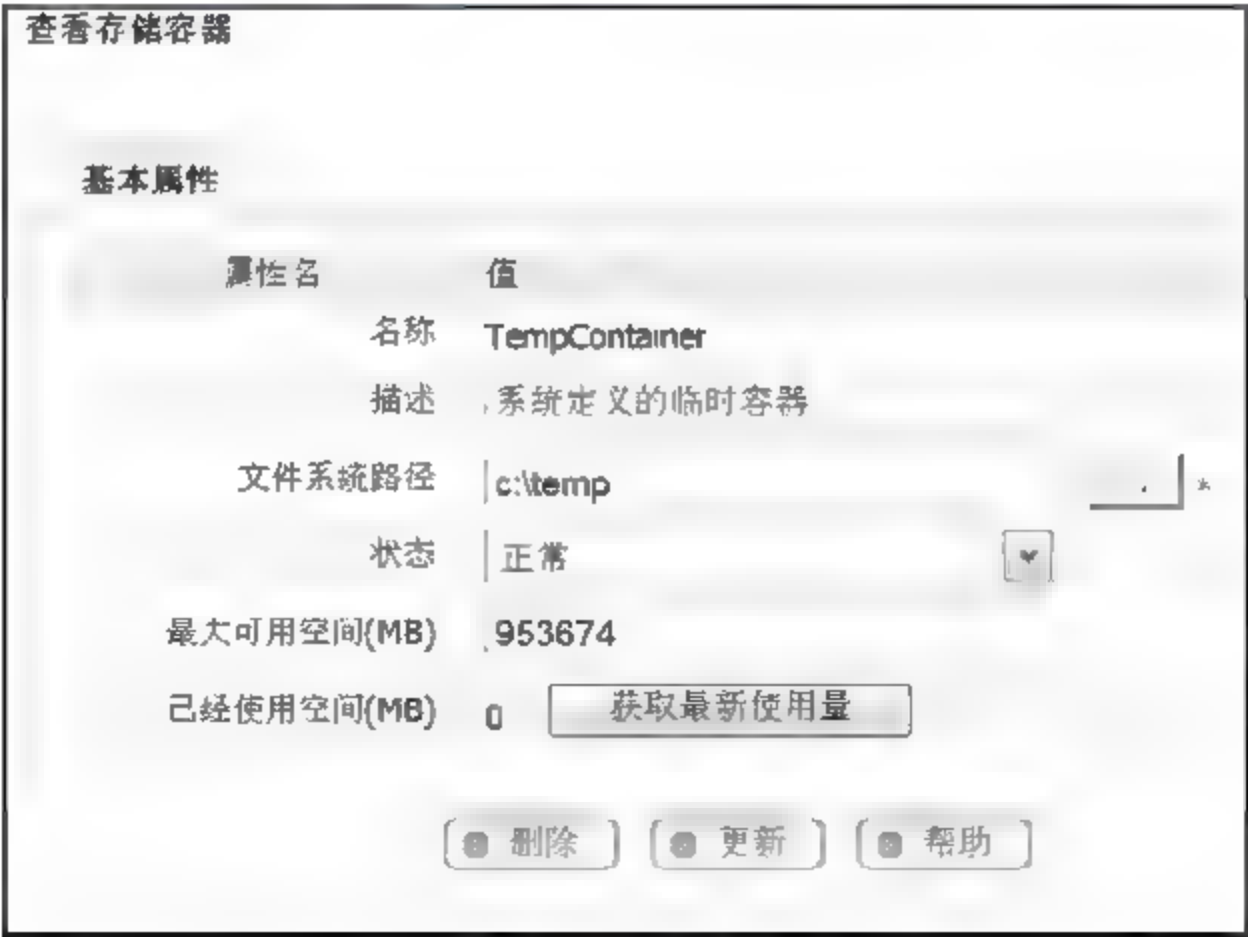 查看存储容器
基本属性
属性名 值
名称 TempContainer
描述 系统定义的临时容器
文件系统路径 c:\temp *
状态 正常
最大可用空间(MB) 953674
已经使用空间(MB) 0 获取最新使用量
删除 更新 帮助